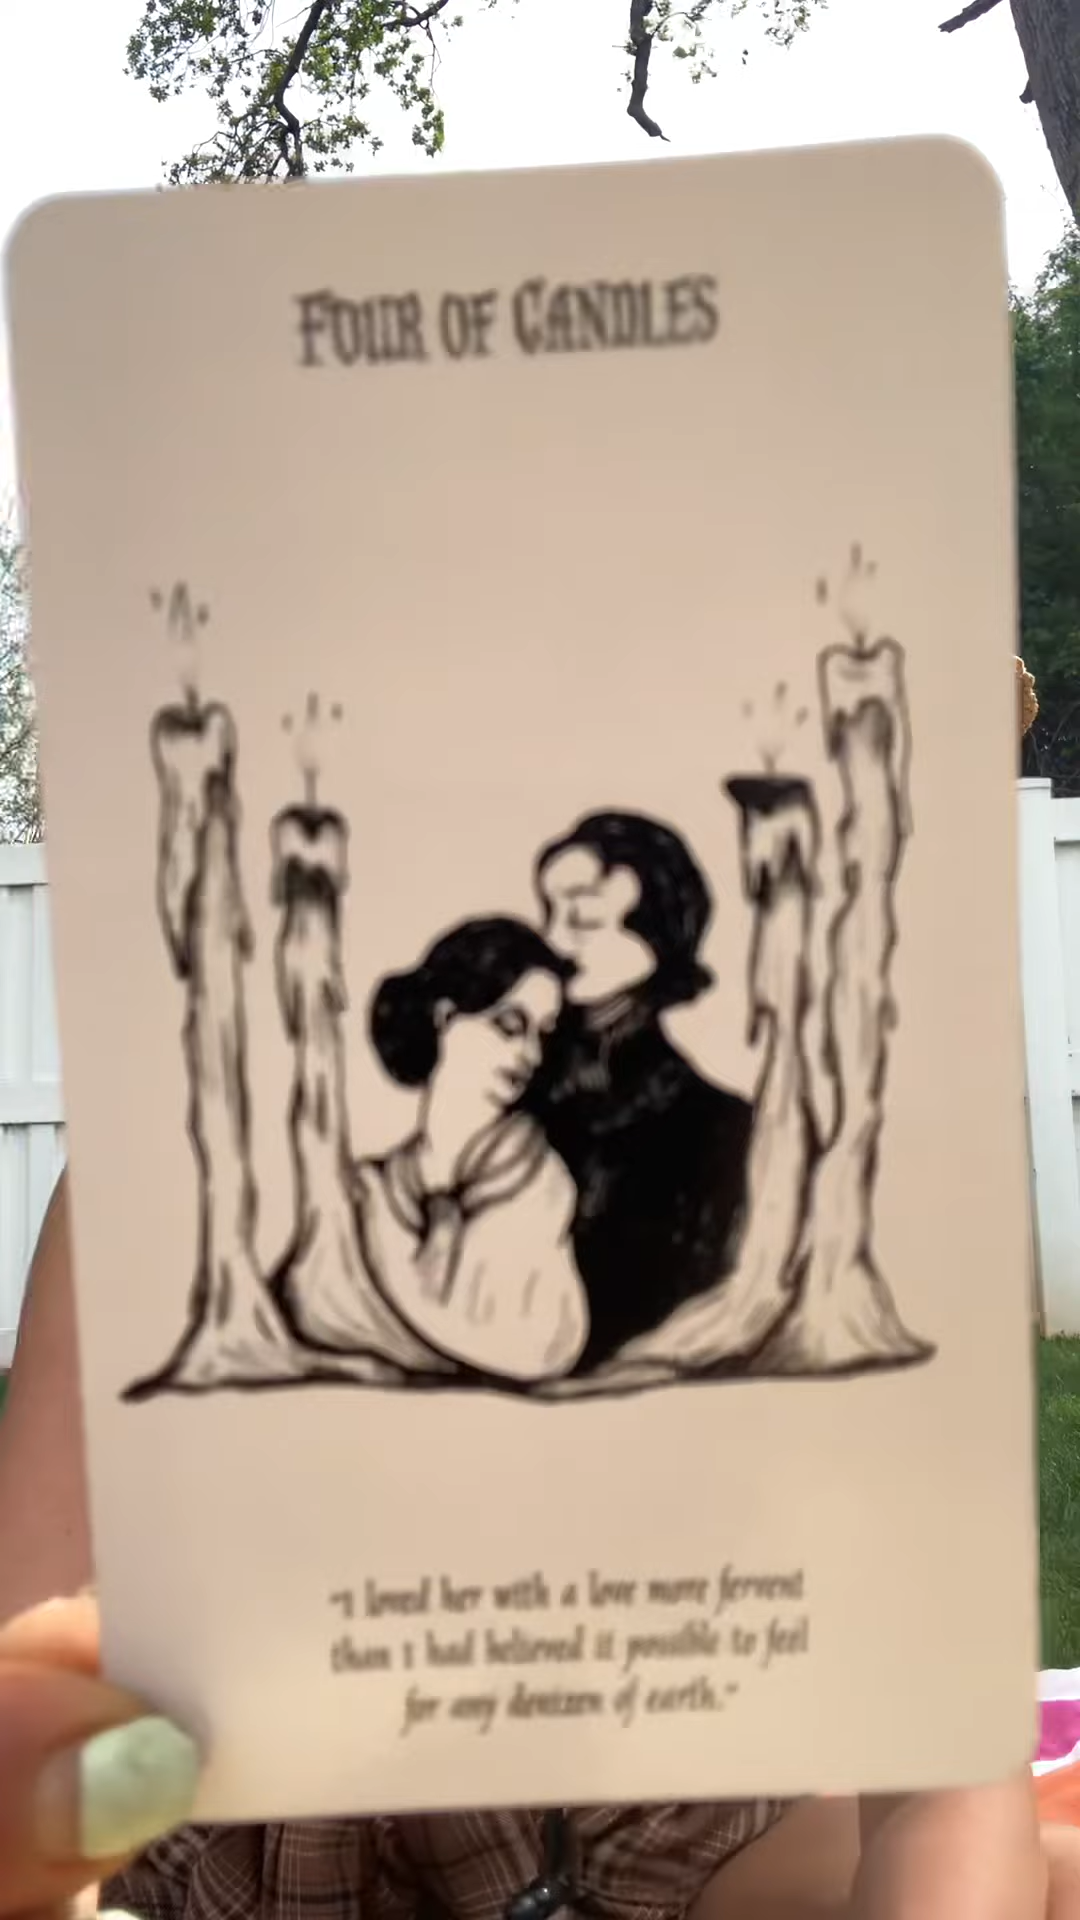 FOUR OF CANDLES
"I loved her with a love more fervent
than I had believed it possible to feel
for any denizen of earth."